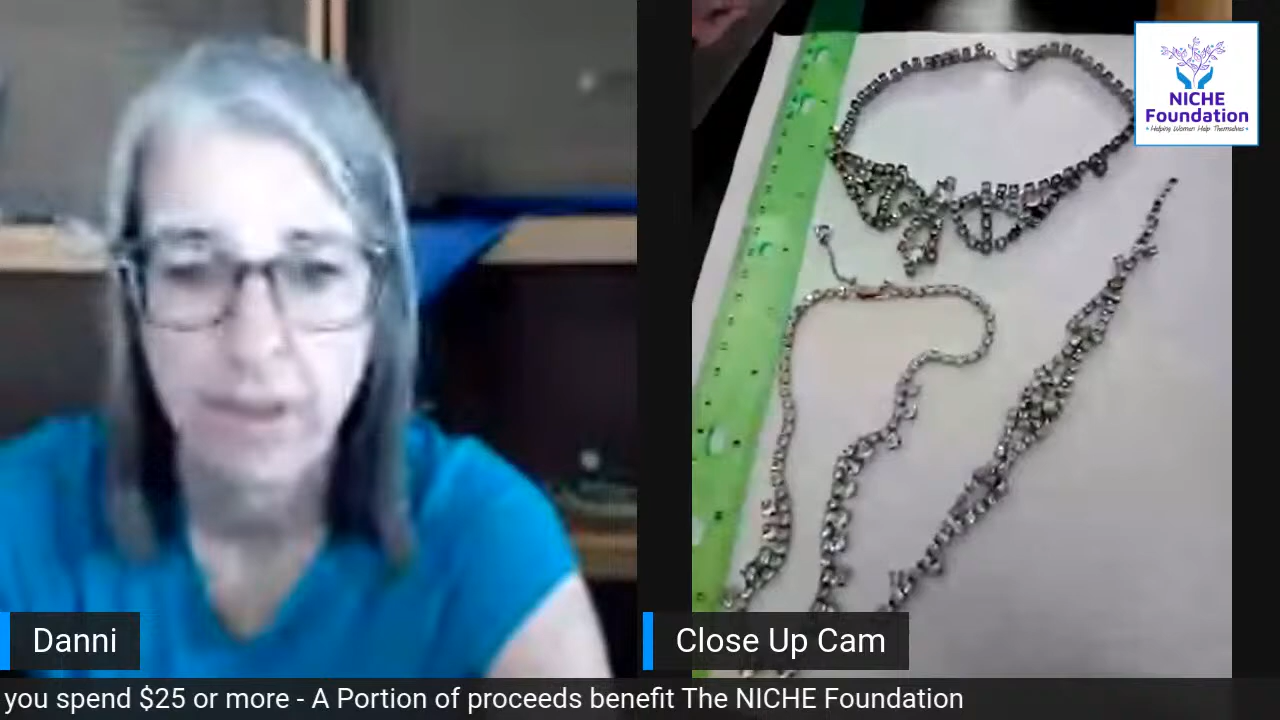 NICHE
Foundation
• Helping Women Help Themselves •
Danni
Close Up Cam
you spend $25 or more - A Portion of proceeds benefit The NICHE Foundation